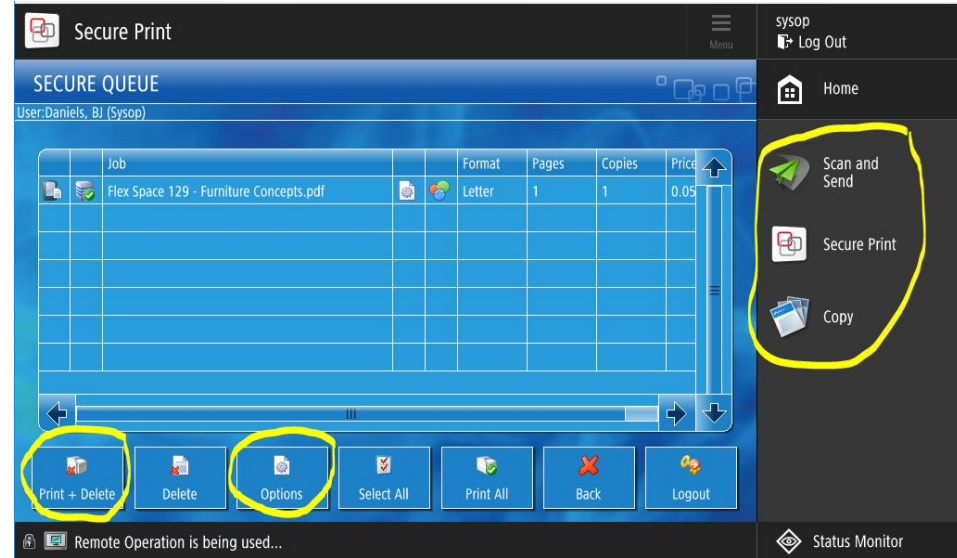 Secure Print
Menu
sysop
Log Out
SECURE QUEUE
User:Daniels, BJ (Sysop)
Home
Job Format Pages Copies Price
Flex Space 129 - Furniture Concepts.pdf Letter 1 1 0.05
Scan and
Send
Secure Print
Copy
Print + Delete Delete Options Select All Print All Back Logout
Remote Operation is being used...
Status Monitor